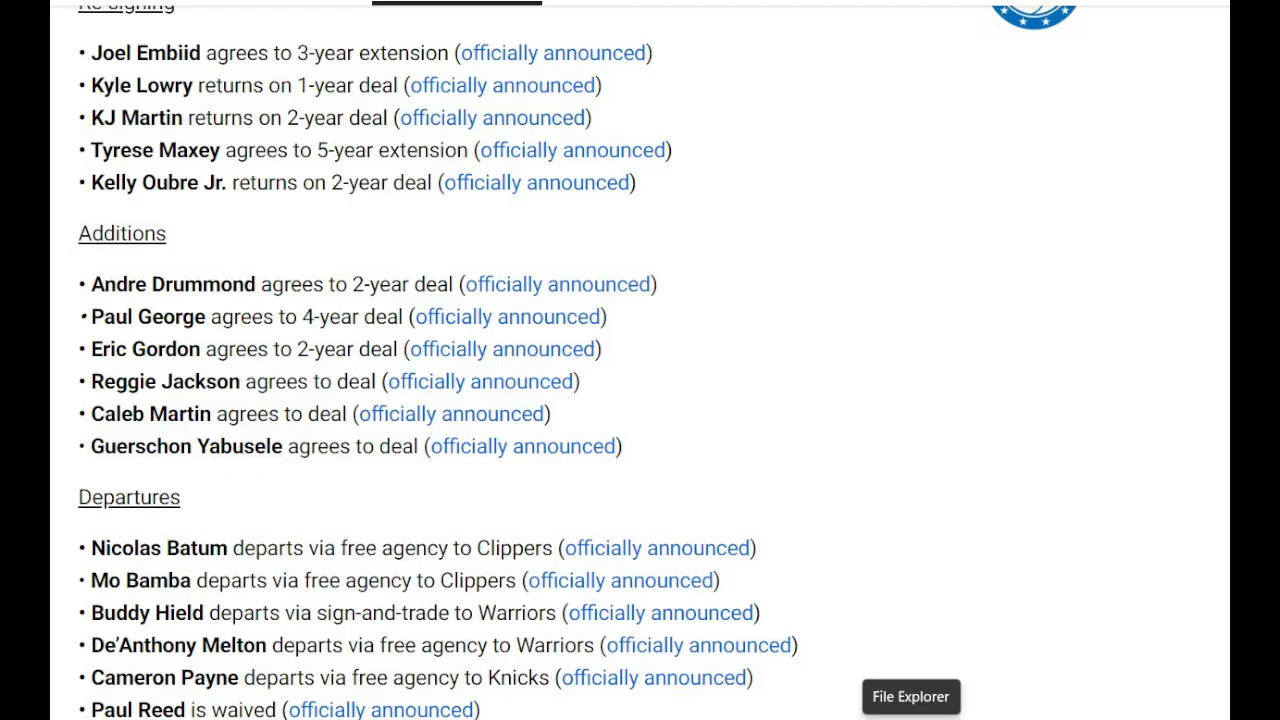 Re-signing
• Joel Embiid agrees to 3-year extension (officially announced)
• Kyle Lowry returns on 1-year deal (officially announced)
• KJ Martin returns on 2-year deal (officially announced)
• Tyrese Maxey agrees to 5-year extension (officially announced)
• Kelly Oubre Jr. returns on 2-year deal (officially announced)
Additions
• Andre Drummond agrees to 2-year deal (officially announced)
• Paul George agrees to 4-year deal (officially announced)
• Eric Gordon agrees to 2-year deal (officially announced)
• Reggie Jackson agrees to deal (officially announced)
• Caleb Martin agrees to deal (officially announced)
• Guerschon Yabusele agrees to deal (officially announced)
Departures
• Nicolas Batum departs via free agency to Clippers (officially announced)
• Mo Bamba departs via free agency to Clippers (officially announced)
• Buddy Hield departs via sign-and-trade to Warriors (officially announced)
• De’Anthony Melton departs via free agency to Warriors (officially announced)
• Cameron Payne departs via free agency to Knicks (officially announced)
• Paul Reed is waived (officially announced)
File Explorer